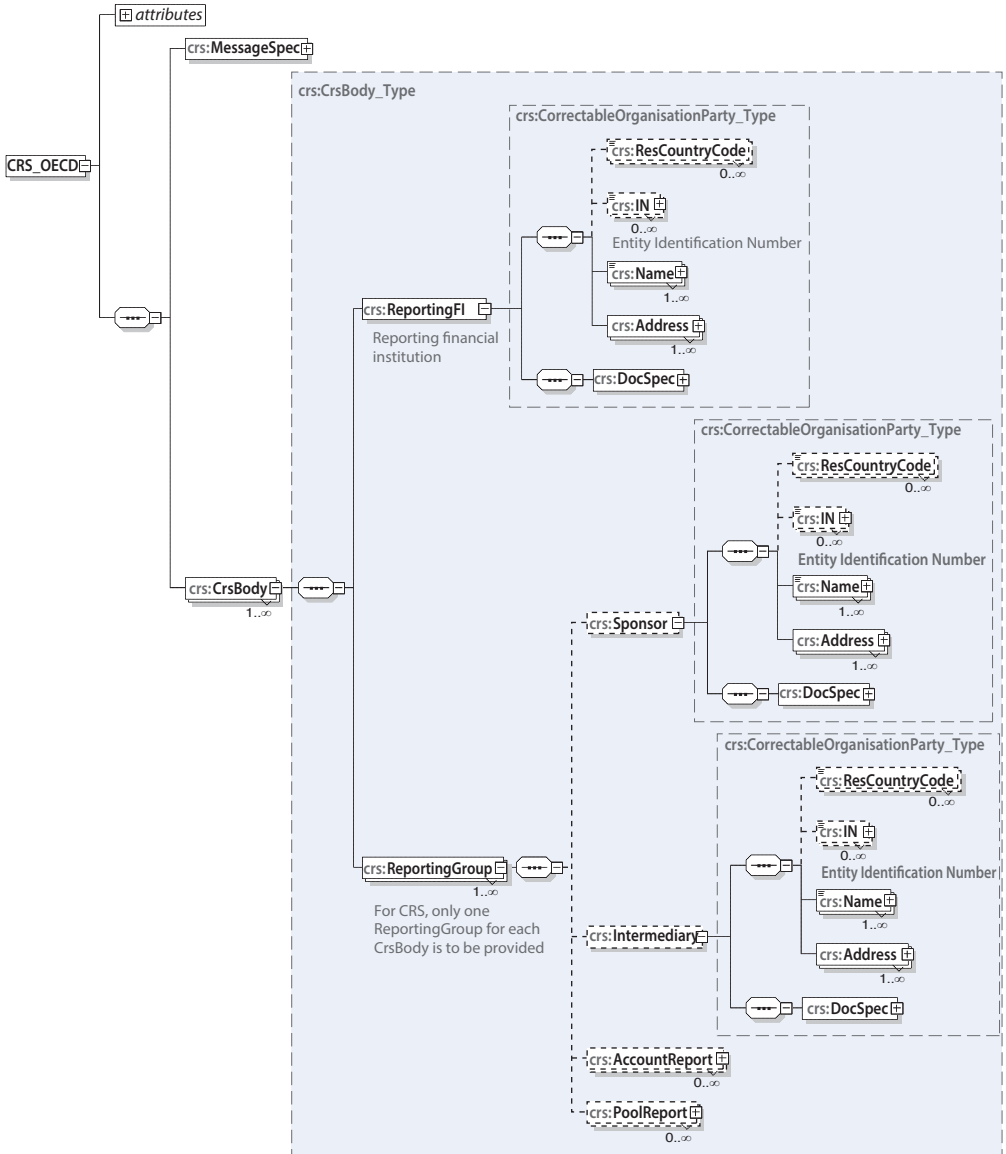 attributes
crs:MessageSpec
crs:CrsBody_Type
crs:CorrectableOrganisationParty_Type
crs:ResCountryCode
0..∞
CRS_OECD
crs:IN
0..∞
Entity Identification Number
crs:Name
1..∞
crs:ReportingFI
Reporting financial
institution
crs:Address
1..∞
crs:DocSpec
crs:CorrectableOrganisationParty_Type
crs:ResCountryCode
0..∞
crs:IN
0..∞
Entity Identification Number
crs:CrsBody
1..∞
crs:Name
1..∞
crs:Sponsor
crs:Address
1..∞
crs:DocSpec
crs:CorrectableOrganisationParty_Type
crs:ResCountryCode
0..∞
crs:IN
0..∞
Entity Identification Number
crs:ReportingGroup
1..∞
For CRS, only one
ReportingGroup for each
CrsBody is to be provided
crs:Name
1..∞
crs:Intermediary
crs:Address
1..∞
crs:DocSpec
crs:AccountReport
0..∞
crs:PoolReport
0..∞